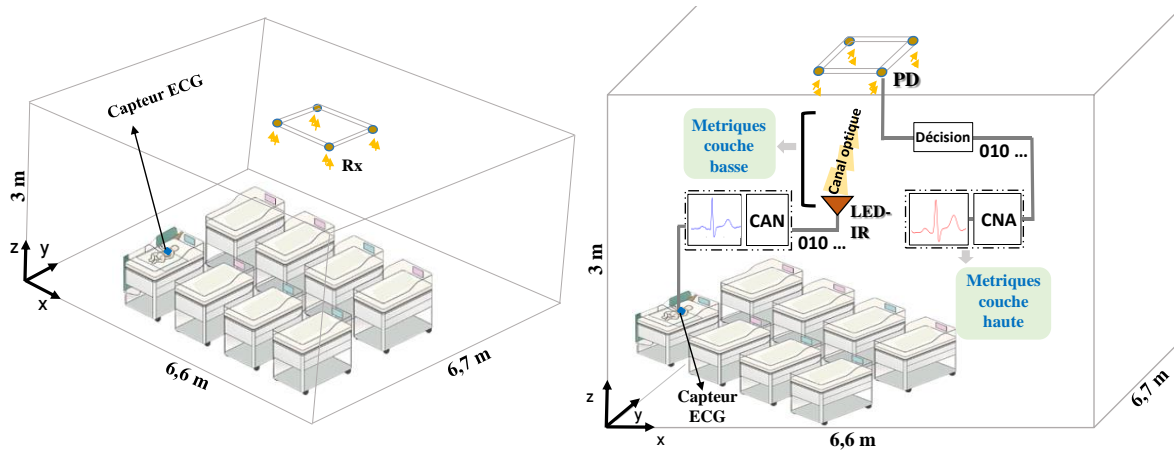 Capteur ECG
Rx
3 m
z
y
x
6,6 m
6,7 m
PD
Metriques
couche
basse
Canal optique
Décision
010 ...
CAN
LED-
IR
010 ...
CNA
Metriques
couche
haute
3 m
Capteur
ECG
z
y
x
6,6 m
6,7 m